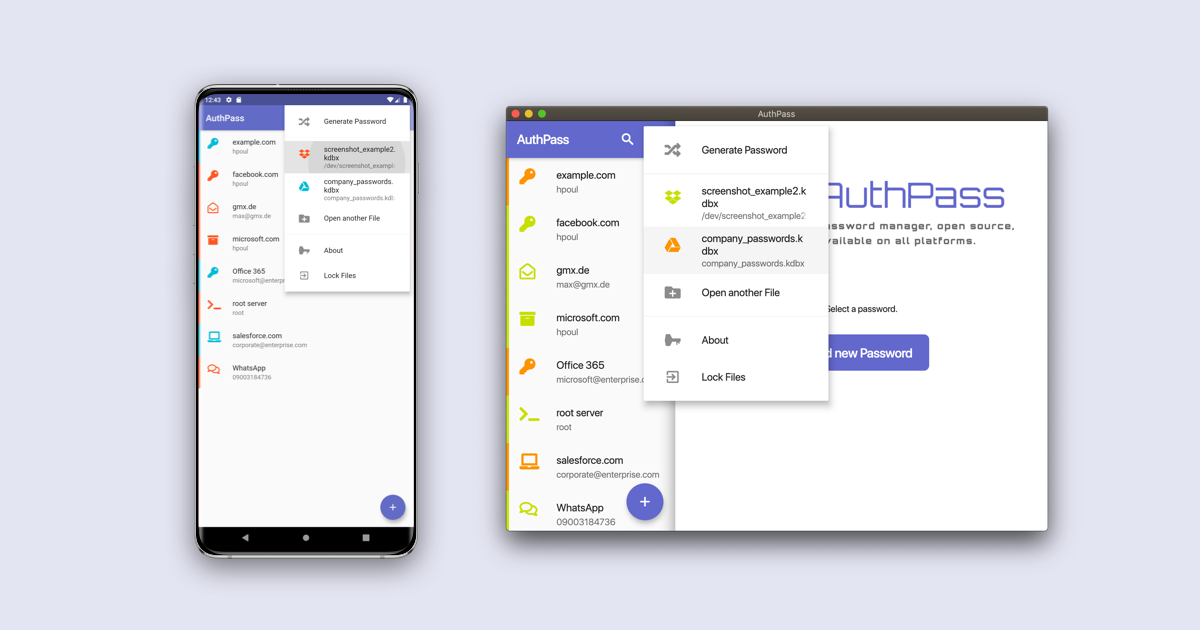 12:43
AuthPass
Generate Password
example.com
hpoul
screenshot_example2.
kdbx
/dev/screenshot_exampl
facebook.com
hpoul
company_passwords.
kdbx
company_passwords.kdb
gmx.de
max@gmx.de
Open another File
microsoft.com
hpoul
About
Office 365
microsoft@enterpr
Lock Files
root server
root
salesforce.com
corporate@enterprise.com
WhatsApp
09003184736
+
AuthPass
AuthPass
Generate Password
example.com
hpoul
screenshot_example2.k
dbx
/dev/screenshot_example2
AuthPass
assword manager, open source,
vailable on all platforms.
facebook.com
hpoul
company_passwords.k
dbx
company_passwords.kdbx
gmx.de
max@gmx.de
Open another File
Select a password.
microsoft.com
hpoul
About
d new Password
Office 365
microsoft@enterprise.c
Lock Files
root server
root
salesforce.com
corporate@enterprise.com
WhatsApp
09003184736
+